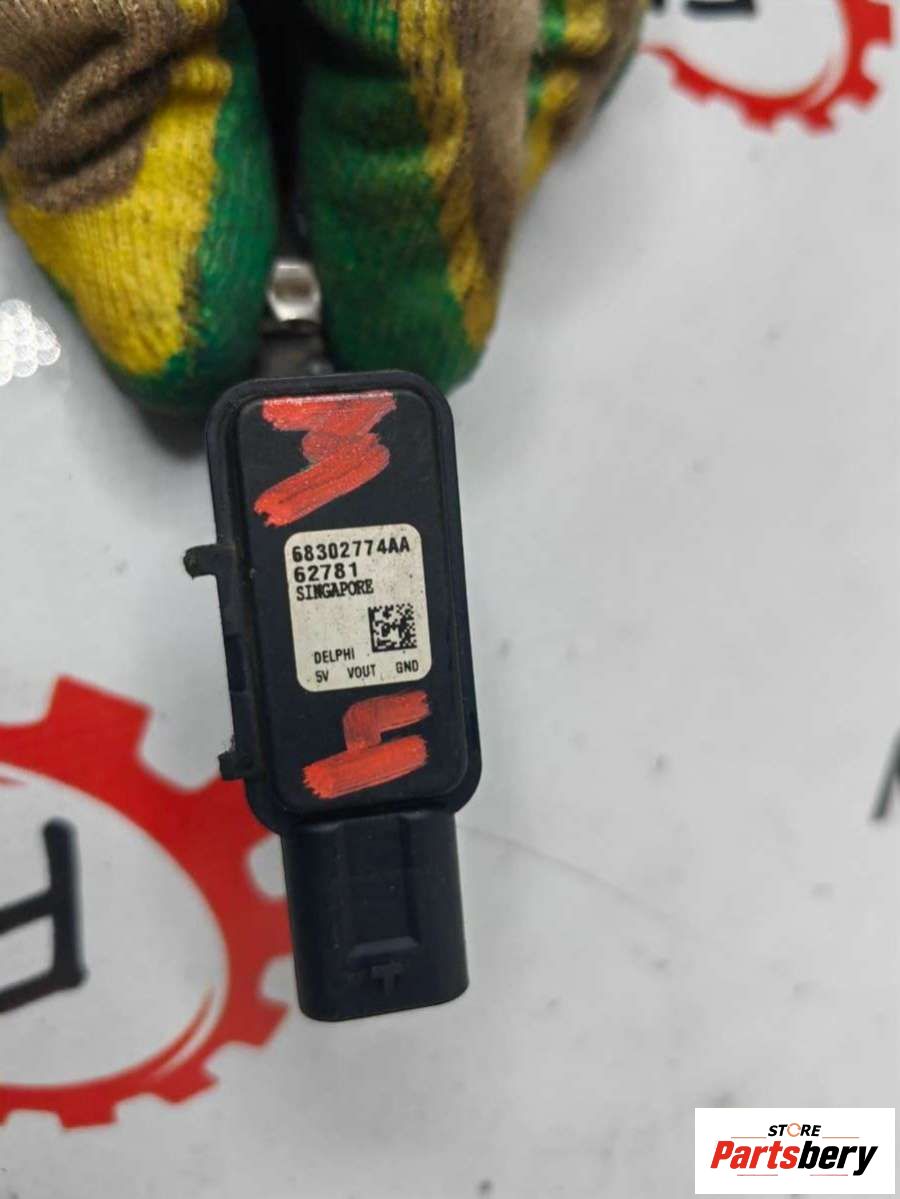 68302774AA
62781
SINGAPORE
DELPHI
5V VOUT GND
STORE
Partsbery